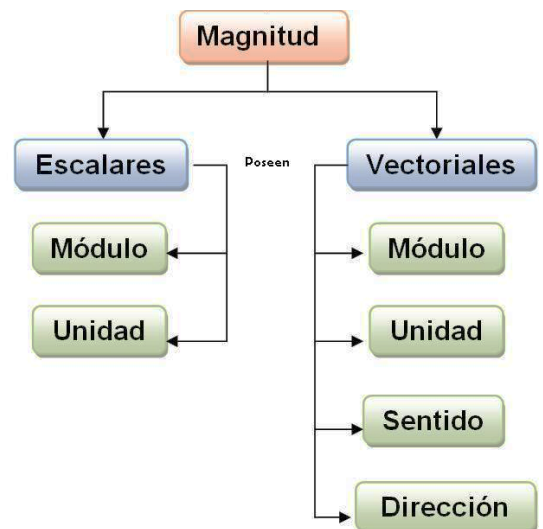 Magnitud
Escalares
Poseen
Vectoriales
Módulo
Unidad
Módulo
Unidad
Sentido
Dirección